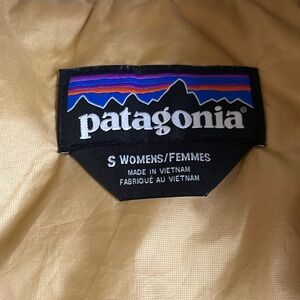 patagonia®
S WOMENS/FEMMES
MADE IN VIETNAM
FABRIQUÉ AU VIETNAM